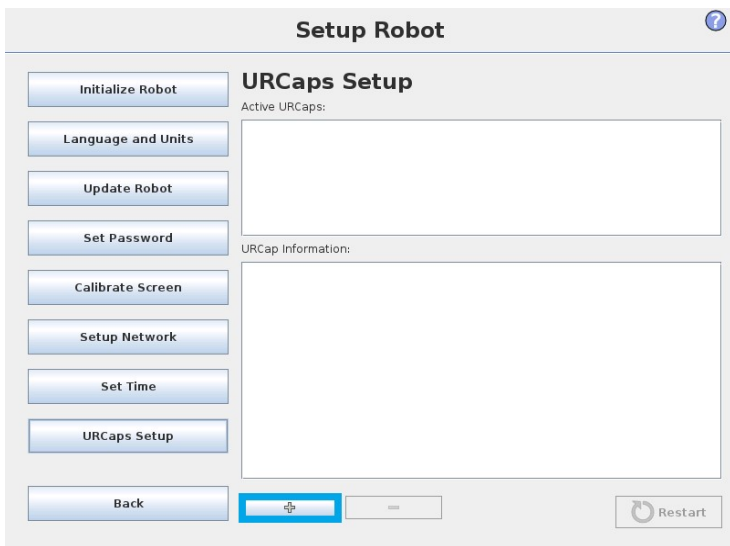 Setup Robot
?
Initialize Robot
Language and Units
Update Robot
Set Password
Calibrate Screen
Setup Network
Set Time
URCaps Setup
Back
URCaps Setup
Active URCaps:
URCap Information:
Restart